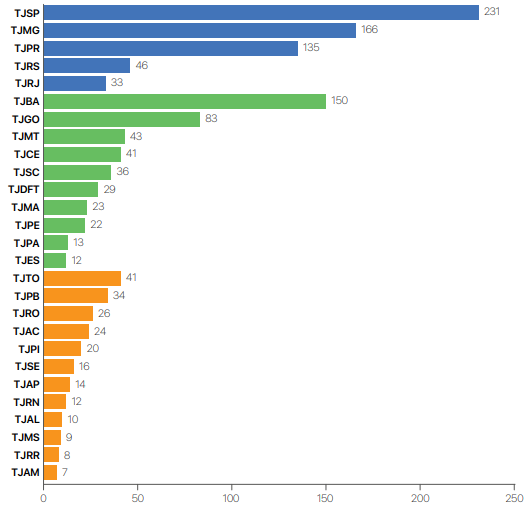 TJSP 231
TJMG 166
TJPR 135
TJRS 46
TJRJ 33
TJBA 150
TJGO 83
TJMT 43
TJCE 41
TJSC 36
TJDFT 29
TJMA 23
TJPE 22
TJPA 13
TJES 12
TJTO 41
TJPB 34
TJRO 26
TJAC 24
TJPI 20
TJSE 16
TJAP 14
TJRN 12
TJAL 10
TJMS 9
TJRR 8
TJAM 7
0 50 100 150 200 250